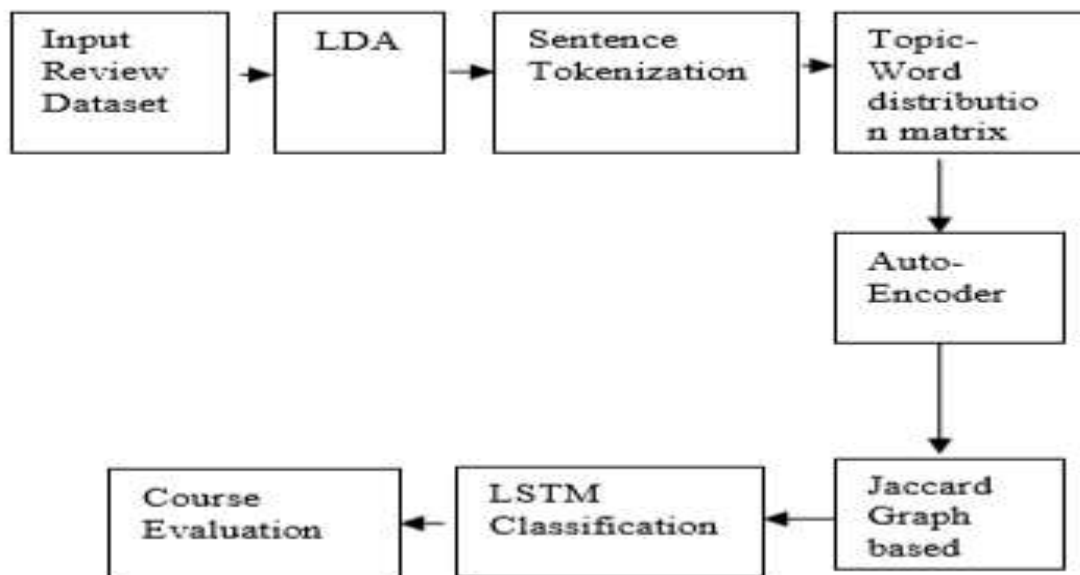 Input
Review
Dataset
LDA
Sentence
Tokenization
Topic-
Word
distributio
n matrix
Auto-
Encoder
Jaccard
Graph
based
LSTM
Classification
Course
Evaluation